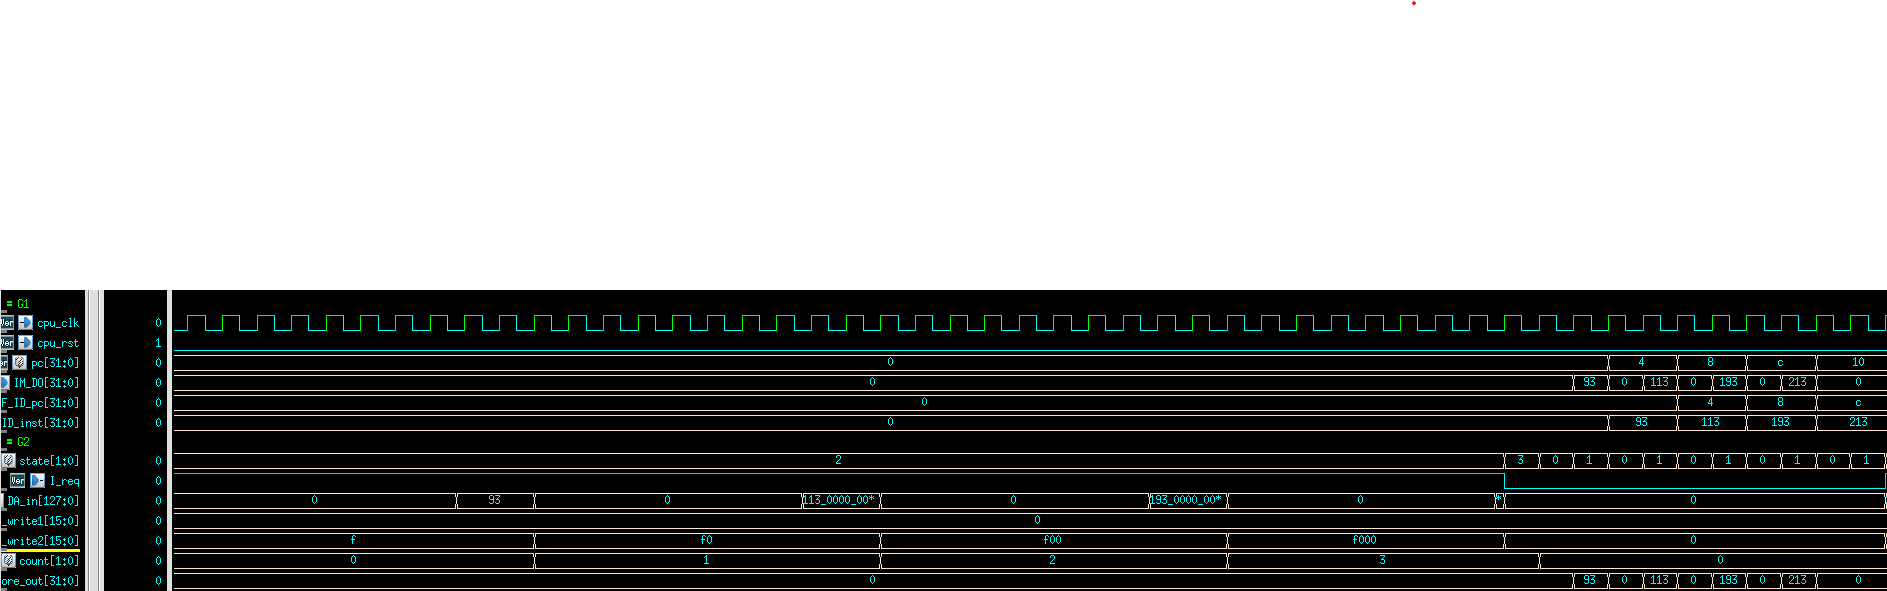 = G1
Ver cpu_clk 0
Ver cpu_rst 1
er pc[31:0] 0 0 4 8 c 10
IM_DO[31:0] 0 0 93 0 113 0 193 0 213 0
F_ID_pc[31:0] 0 0 4 8 c
ID_inst[31:0] 0 0 93 113 193 213
= G2
state[1:0] 0 2 3 0 1 0 1 0 1 0 1 0 1
Ver I_req 0
DA_in[127:0] 0 0 93 0 113_0000_00* 0 193_0000_00* 0 * 0
_write1[15:0] 0 0
_write2[15:0] 0 f f0 f00 f000 0
count[1:0] 0 0 1 2 3 0
ore_out[31:0] 0 0 93 0 113 0 193 0 213 0